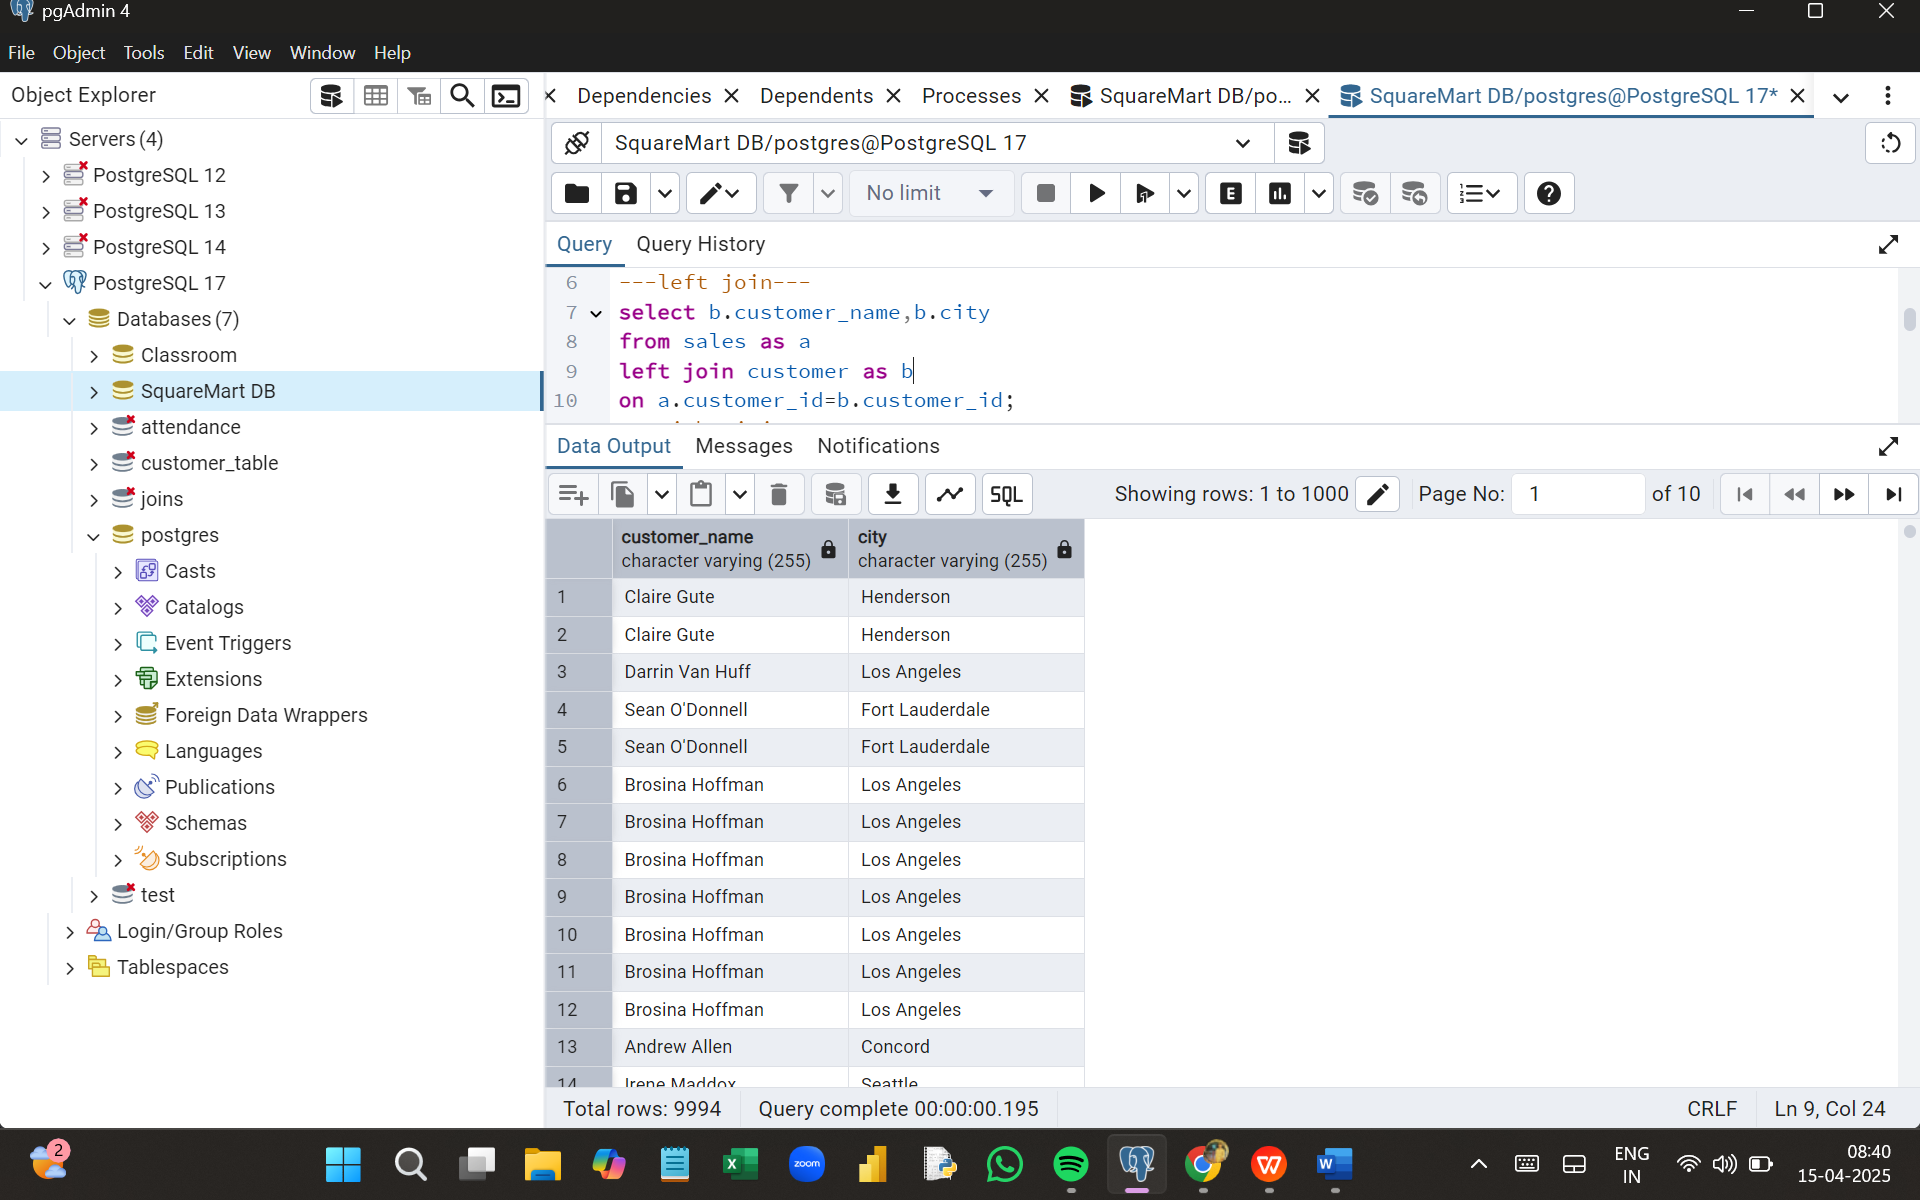 pgAdmin 4
File Object Tools Edit View Window Help
Object Explorer
Dependencies Dependents Processes SquareMart DB/po... SquareMart DB/postgres@PostgreSQL 17*
Servers (4)
PostgreSQL 12
PostgreSQL 13
PostgreSQL 14
PostgreSQL 17
Databases (7)
Classroom
SquareMart DB
attendance
customer_table
joins
postgres
Casts
Catalogs
Event Triggers
Extensions
Foreign Data Wrappers
Languages
Publications
Schemas
Subscriptions
test
Login/Group Roles
Tablespaces
SquareMart DB/postgres@PostgreSQL 17
No limit
E
Query Query History
6 ---left join---
7 select b.customer_name,b.city
8 from sales as a
9 left join customer as b
10 on a.customer_id=b.customer_id;
Data Output Messages Notifications
SQL Showing rows: 1 to 1000 Page No: 1 of 10
customer_name city
character varying (255) character varying (255)
1 Claire Gute Henderson
2 Claire Gute Henderson
3 Darrin Van Huff Los Angeles
4 Sean O'Donnell Fort Lauderdale
5 Sean O'Donnell Fort Lauderdale
6 Brosina Hoffman Los Angeles
7 Brosina Hoffman Los Angeles
8 Brosina Hoffman Los Angeles
9 Brosina Hoffman Los Angeles
10 Brosina Hoffman Los Angeles
11 Brosina Hoffman Los Angeles
12 Brosina Hoffman Los Angeles
13 Andrew Allen Concord
14 Irene Maddox Seattle
Total rows: 9994 Query complete 00:00:00.195 CRLF Ln 9, Col 24
2
zoom
ENG
IN
08:40
15-04-2025